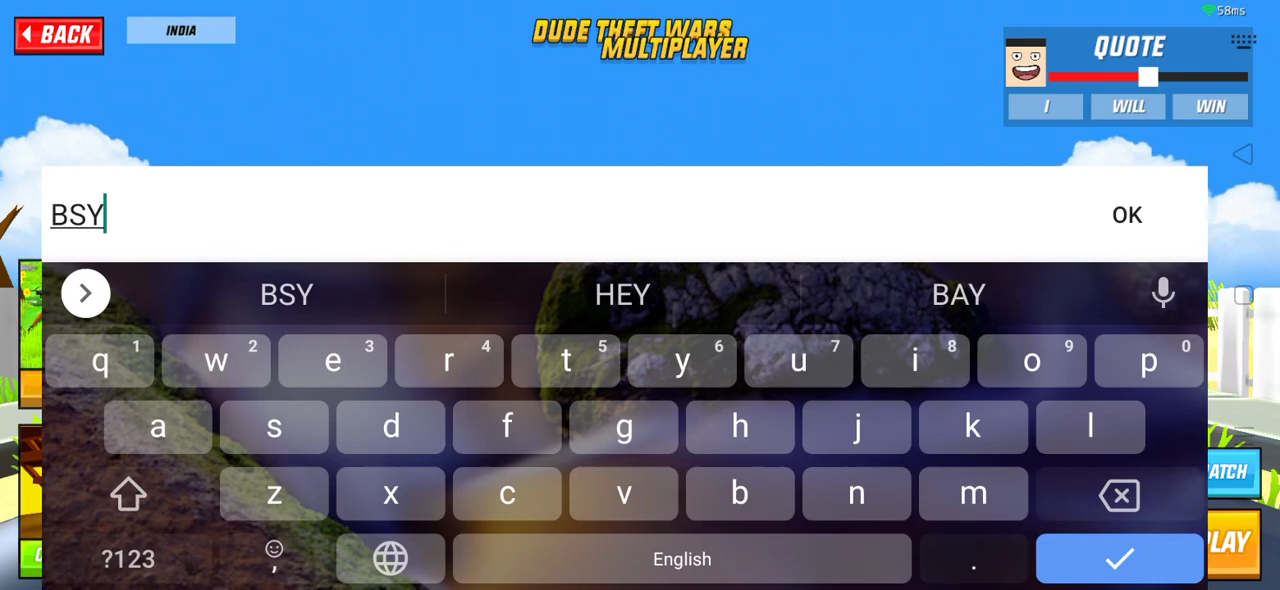 58ms
BACK
INDIA
DUDE THEFT WARS
MULTIPLAYER
QUOTE
I WILL WIN
BSY
OK
BSY HEY BAY
q 1 w 2 e 3 r 4 t 5 y 6 u 7 i 8 o 9 p 0
a s d f g h j k l
z x c v b n m
ATCH
?123 , English .
LAY